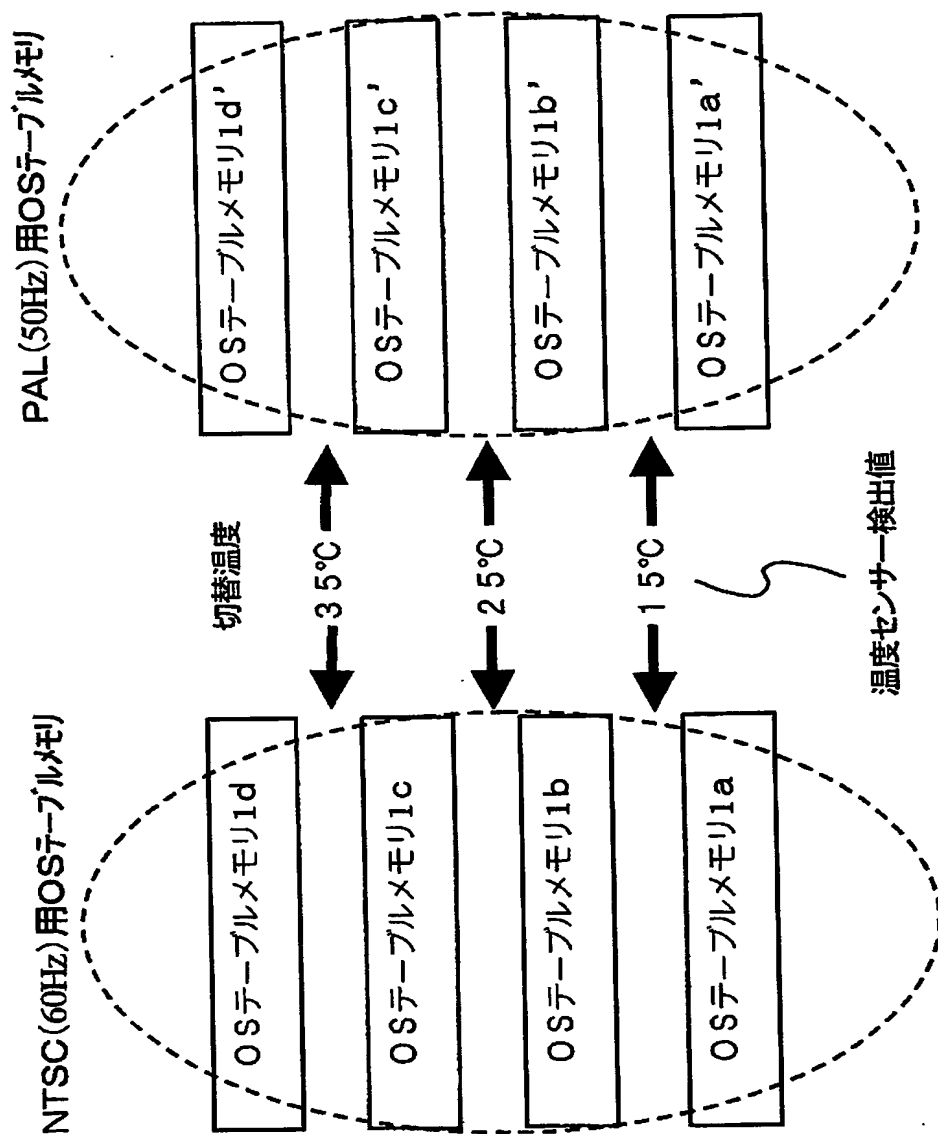 NTSC(60Hz)用OSテーブルメモリ
OSテーブルメモリ1d
OSテーブルメモリ1c
OSテーブルメモリ1b
OSテーブルメモリ1a
切替温度
35℃
25℃
15℃
温度センサー検出値
PAL(50Hz)用OSテーブルメモリ
OSテーブルメモリ1d'
OSテーブルメモリ1c'
OSテーブルメモリ1b'
OSテーブルメモリ1a'